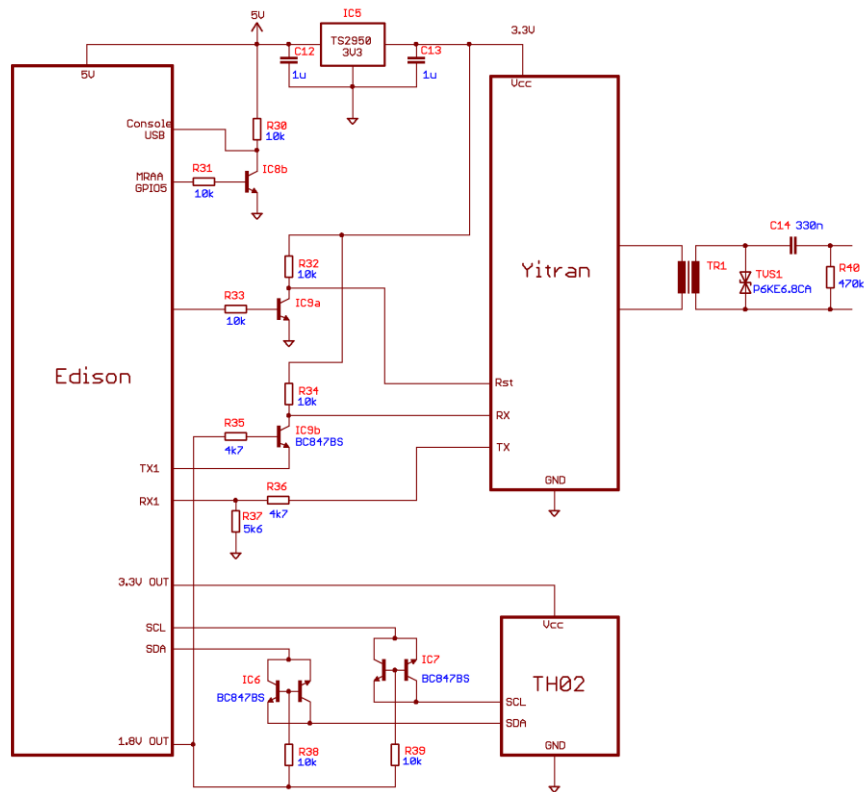 5V
IC5
TS2950
3V3
C12
1u
C13
1u
3.3V
5V
Vcc
Console
USB
R30
10k
MRAA
GPIO5
R31
10k
IC8b
R32
10k
IC9a
R33
10k
Edison
Yitran
C14 330n
TR1
TVS1
P6KE6.8CA
R40
470k
R34
10k
Rst
RX
TX
R35
4k7
IC9b
BC847BS
TX1
RX1
R36
4k7
R37
5k6
GND
3.3V OUT
SCL
SDA
IC6
BC847BS
IC7
BC847BS
Vcc
TH02
SCL
SDA
GND
1.8V OUT
R38
10k
R39
10k